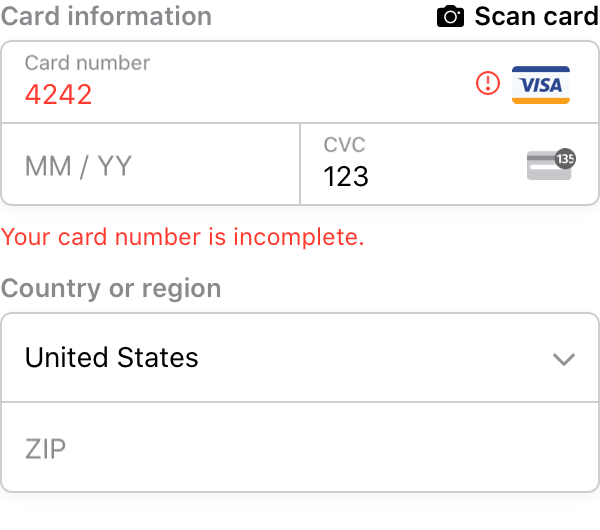 Card information Scan card
Card number
4242 VISA
MM / YY
CVC
123 135
Your card number is incomplete.
Country or region
United States
ZIP